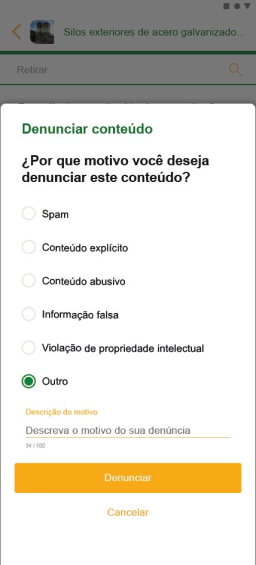 Silos exteriores de acero galvanizado...
Retirar
Denunciar conteúdo
¿Por que motivo você deseja
denunciar este conteúdo?
Spam
Conteúdo explícito
Conteúdo abusivo
Informação falsa
Violação de propriedade intelectual
Outro
Descrição do motivo
Descreva o motivo do sua denúncia
34 / 100
Denunciar
Cancelar